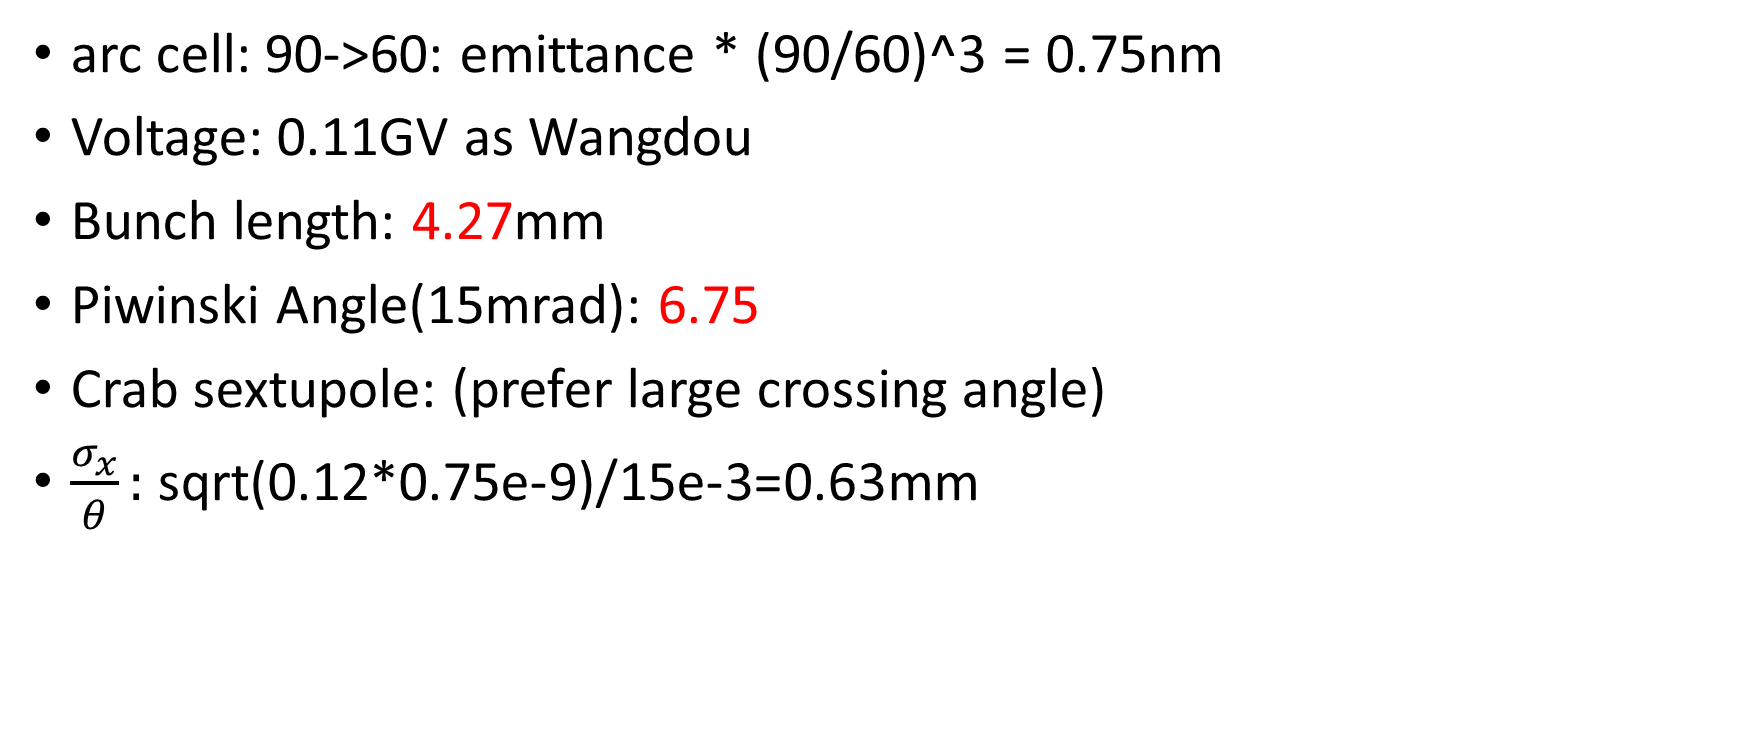 • arc cell: 90->60: emittance * (90/60)^3 = 0.75nm
• Voltage: 0.11GV as Wangdou
• Bunch length: 4.27mm
• Piwinski Angle(15mrad): 6.75
• Crab sextupole: (prefer large crossing angle)
• σx/θ: sqrt(0.12*0.75e-9)/15e-3=0.63mm